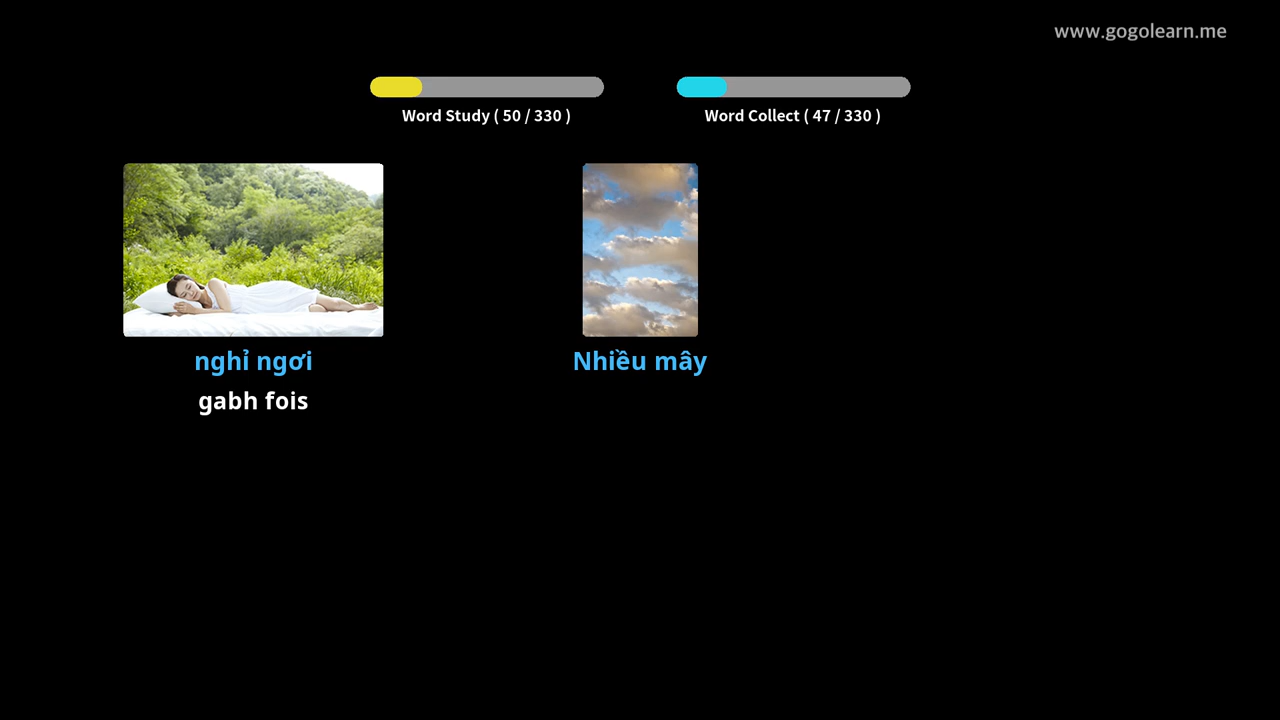 www.gogolearn.me
Word Study ( 50 / 330 )
Word Collect ( 47 / 330 )
nghỉ ngơi
gabh fois
Nhiều mây